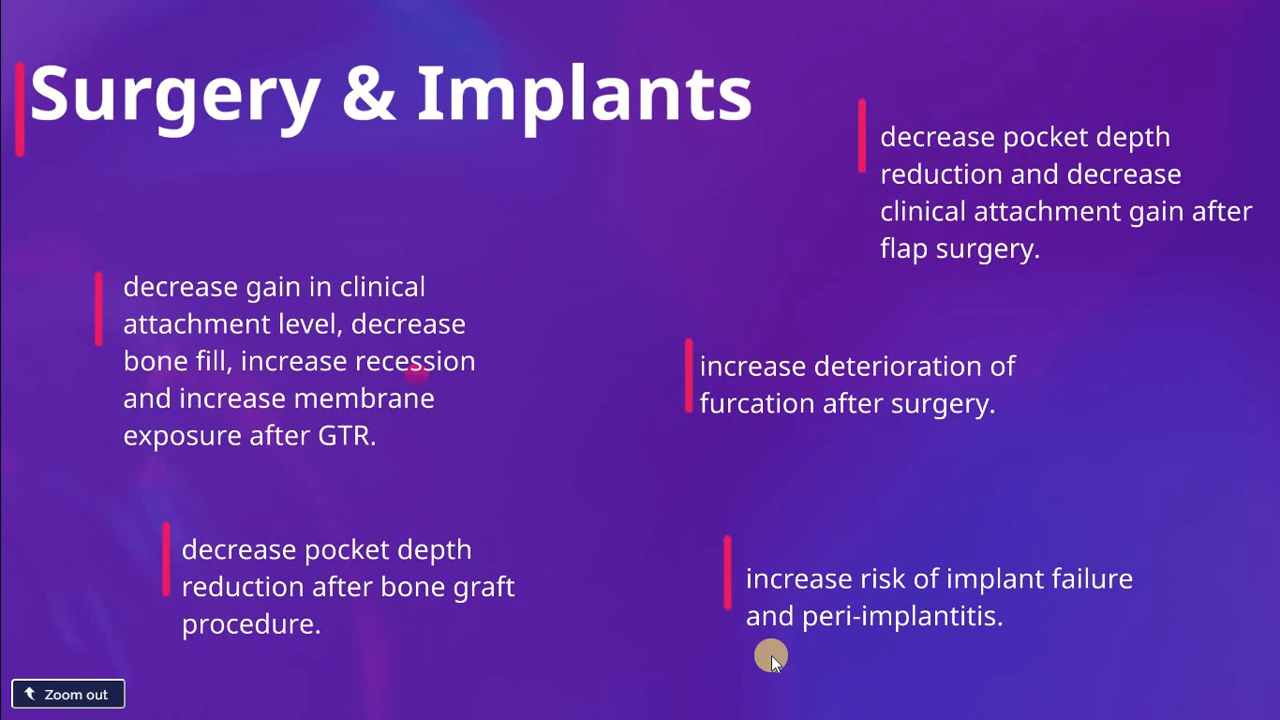 Surgery & Implants
decrease pocket depth
reduction and decrease
clinical attachment gain after
flap surgery.
decrease gain in clinical
attachment level, decrease
bone fill, increase recession
and increase membrane
exposure after GTR.
increase deterioration of
furcation after surgery.
decrease pocket depth
reduction after bone graft
procedure.
increase risk of implant failure
and peri-implantitis.
Zoom out